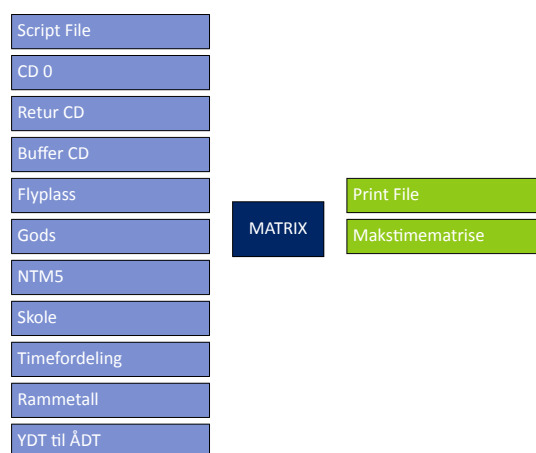 Script File
CD 0
Retur CD
Buffer CD
Flyplass
Gods
NTM5
Skole
Timefordeling
Rammetall
YDT til ÅDT
MATRIX
Print File
Makstimematrise